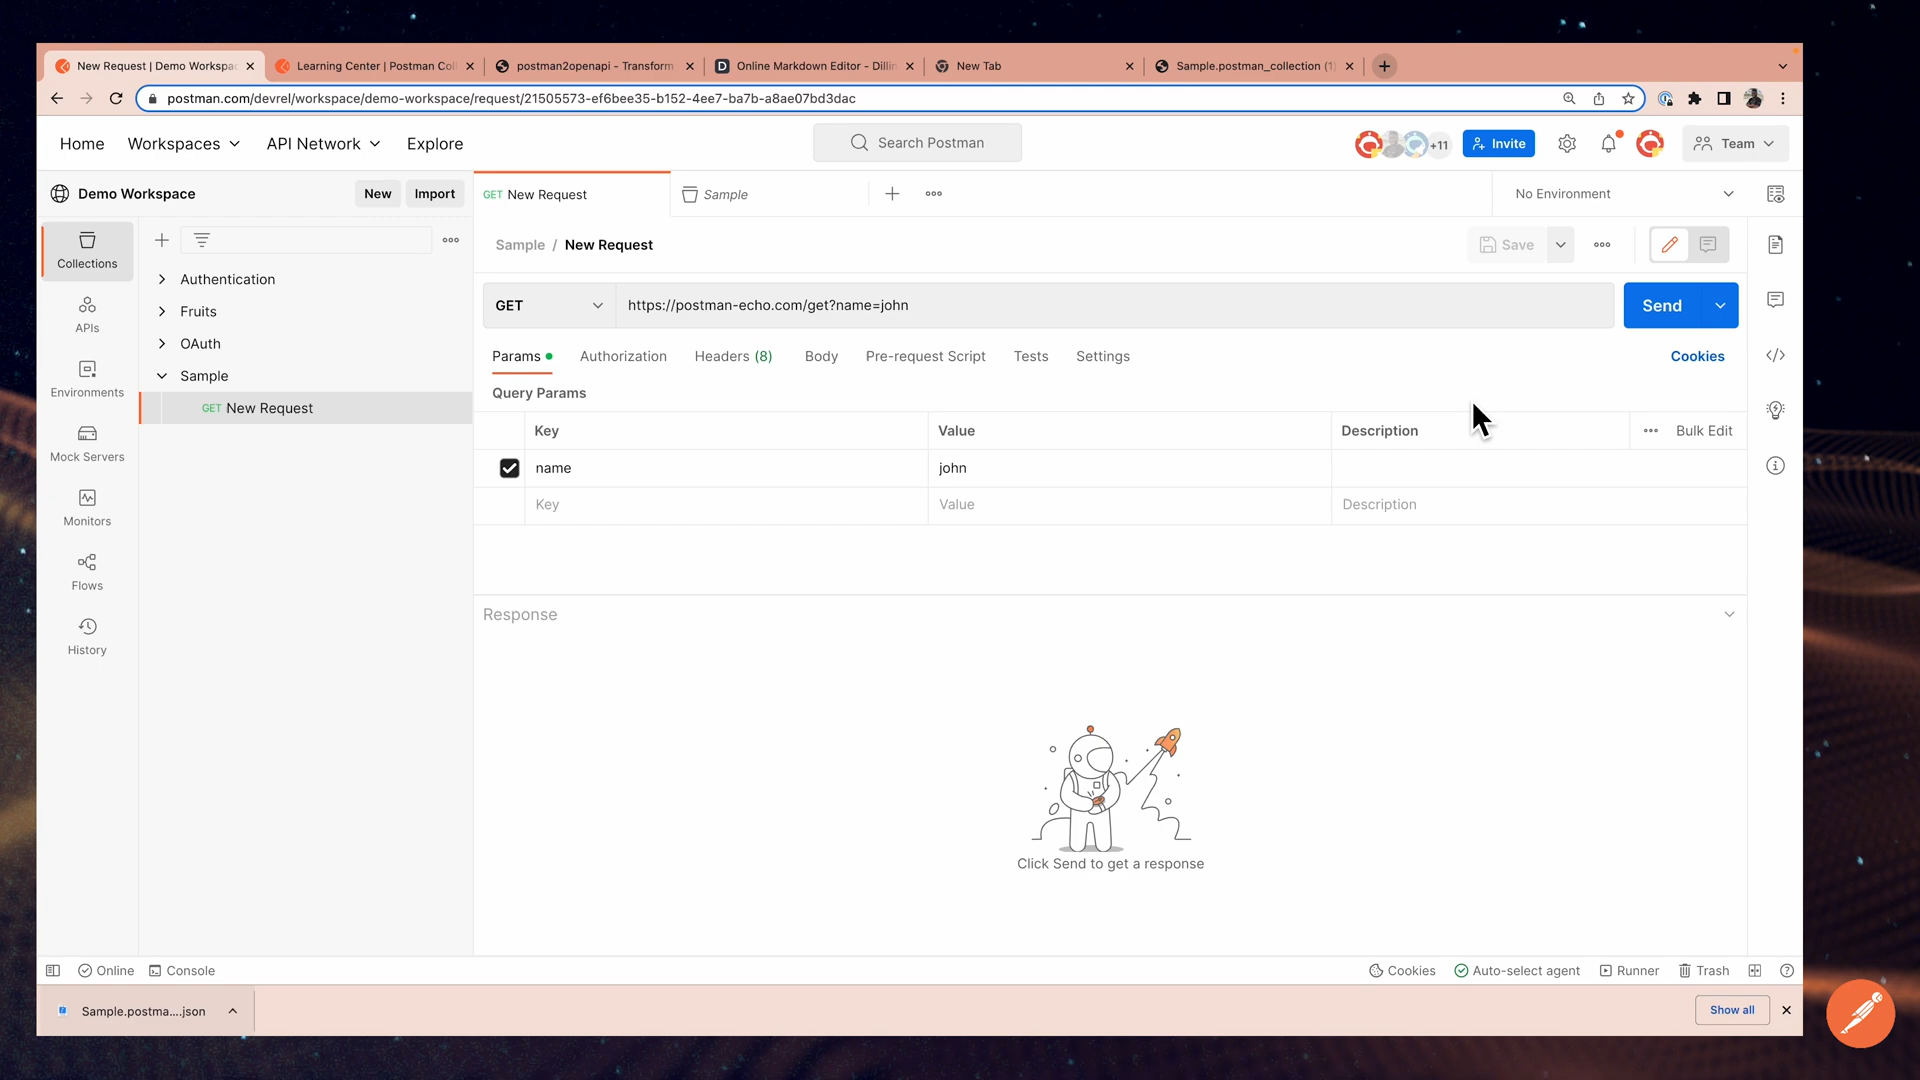 New Request | Demo Workspac
Learning Center | Postman Col
postman2openapi - Transform
Online Markdown Editor - Dillin
New Tab
Sample.postman_collection (1)
postman.com/devrel/workspace/demo-workspace/request/21505573-ef6bee35-b152-4ee7-ba7b-a8ae07bd3dac
Home Workspaces API Network Explore
Search Postman
+11
Invite
Team
Demo Workspace
New
Import
GET New Request
Sample
No Environment
Collections
APIs
Environments
Mock Servers
Monitors
Flows
History
Authentication
Fruits
OAuth
Sample
GET New Request
Sample / New Request
Save
GET
https://postman-echo.com/get?name=john
Send
Params Authorization Headers (8) Body Pre-request Script Tests Settings
Cookies
Query Params
Key Value Description Bulk Edit
name john
Key Value Description
Response
Click Send to get a response
Online
Console
Cookies
Auto-select agent
Runner
Trash
Sample.postma....json
Show all